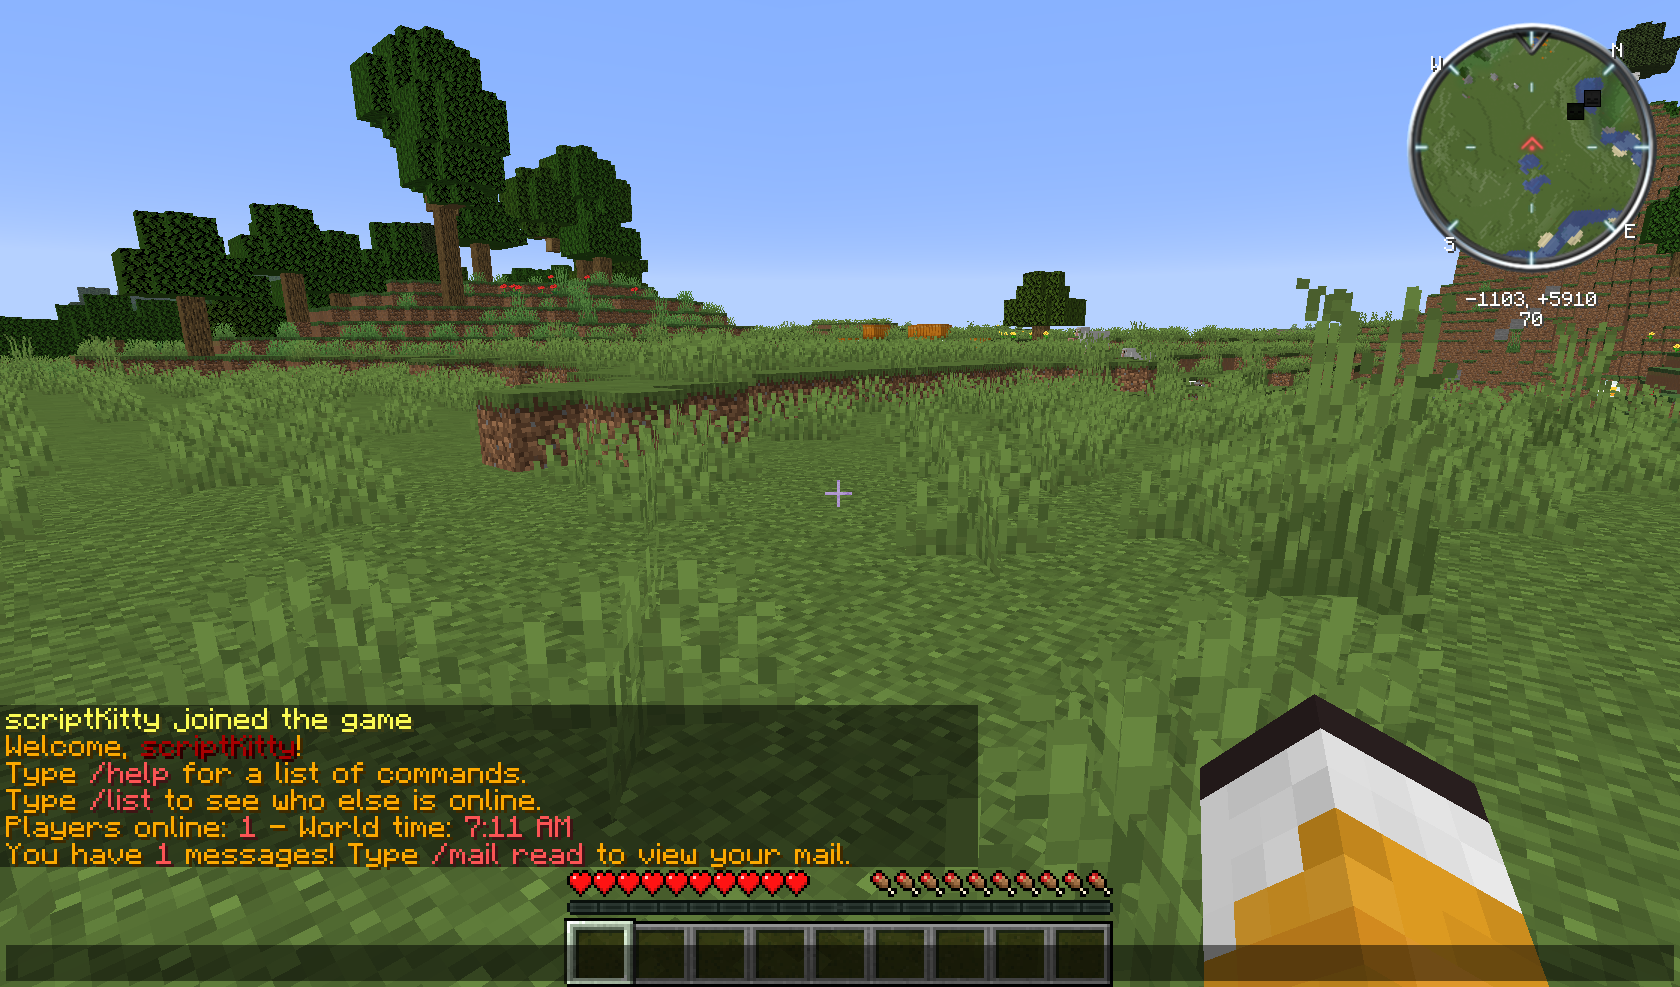 W N
S E
-1103, +5910
70
scriptKitty joined the game
Welcome, scriptKitty!
Type /help for a list of commands.
Type /list to see who else is online.
Players online: 1 - World time: 7:11 AM
You have 1 messages! Type /mail read to view your mail.